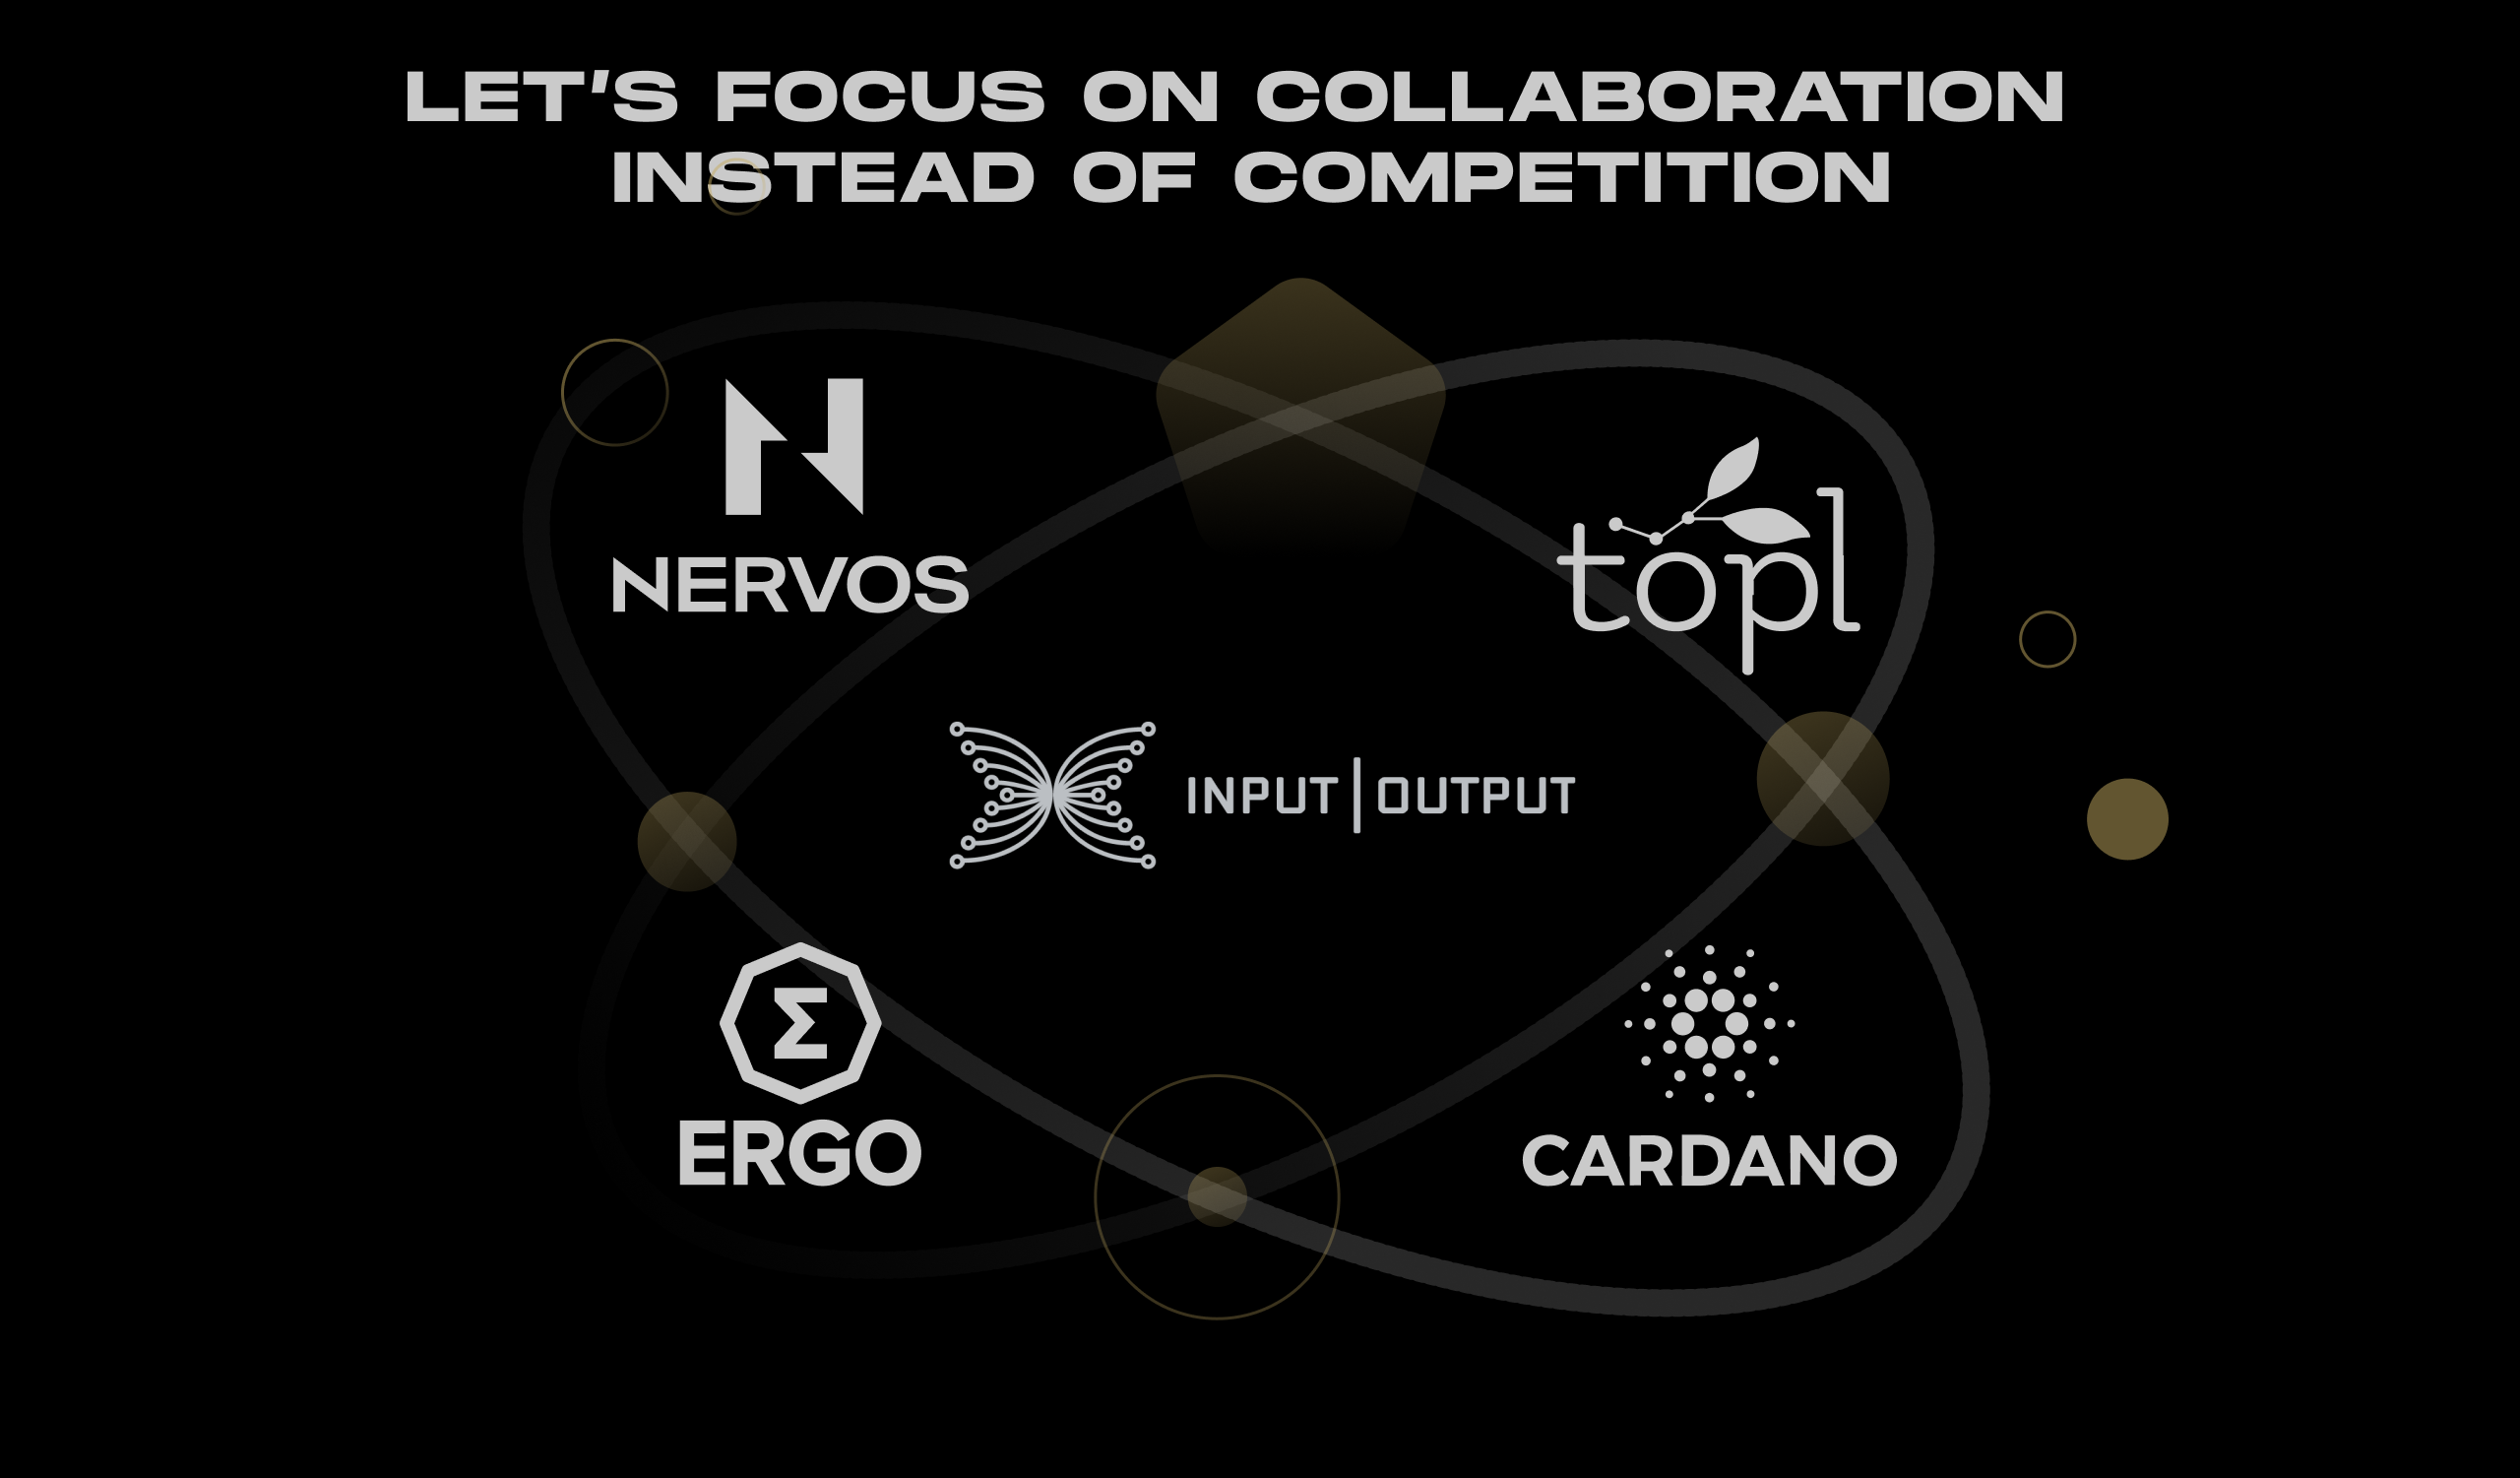 LET'S FOCUS ON COLLABORATION
INSTEAD OF COMPETITION
NERVOS
topl
INPUT | OUTPUT
ERGO
CARDANO